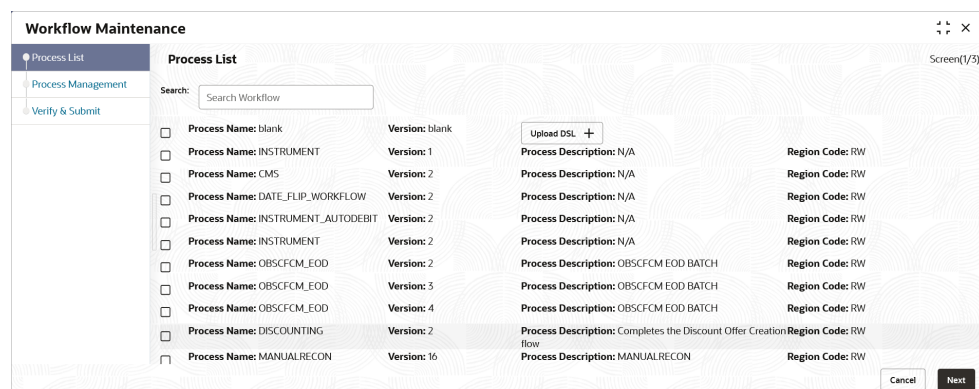 Workflow Maintenance
Process List
Process Management
Verify & Submit
Process List
Screen(1/3)
Search:
Search Workflow
Process Name: blank Version: blank Upload DSL +
Process Name: INSTRUMENT Version: 1 Process Description: N/A Region Code: RW
Process Name: CMS Version: 2 Process Description: N/A Region Code: RW
Process Name: DATE_FLIP_WORKFLOW Version: 2 Process Description: N/A Region Code: RW
Process Name: INSTRUMENT_AUTODEBIT Version: 2 Process Description: N/A Region Code: RW
Process Name: INSTRUMENT Version: 2 Process Description: N/A Region Code: RW
Process Name: OBSCFCM_EOD Version: 2 Process Description: OBSCFCM EOD BATCH Region Code: RW
Process Name: OBSCFCM_EOD Version: 3 Process Description: OBSCFCM EOD BATCH Region Code: RW
Process Name: OBSCFCM_EOD Version: 4 Process Description: OBSCFCM EOD BATCH Region Code: RW
Process Name: DISCOUNTING Version: 2 Process Description: Completes the Discount Offer Creation Region Code: RW
flow
Process Name: MANUALRECON Version: 16 Process Description: MANUALRECON Region Code: RW
Cancel Next